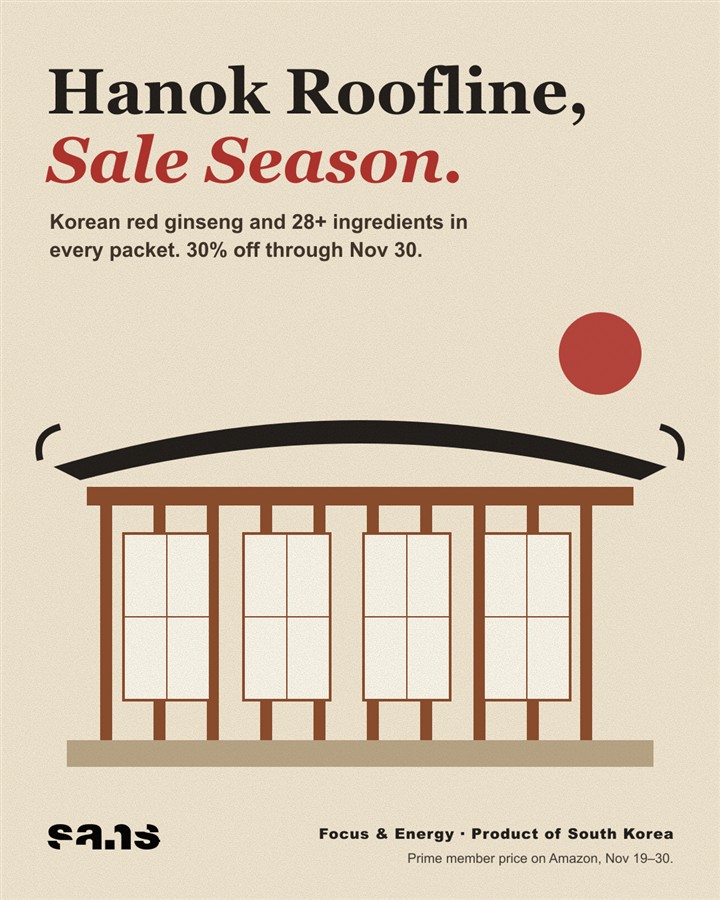 Hanok Roofline,
Sale Season.
Korean red ginseng and 28+ ingredients in
every packet. 30% off through Nov 30.
sans
Focus & Energy · Product of South Korea
Prime member price on Amazon, Nov 19–30.